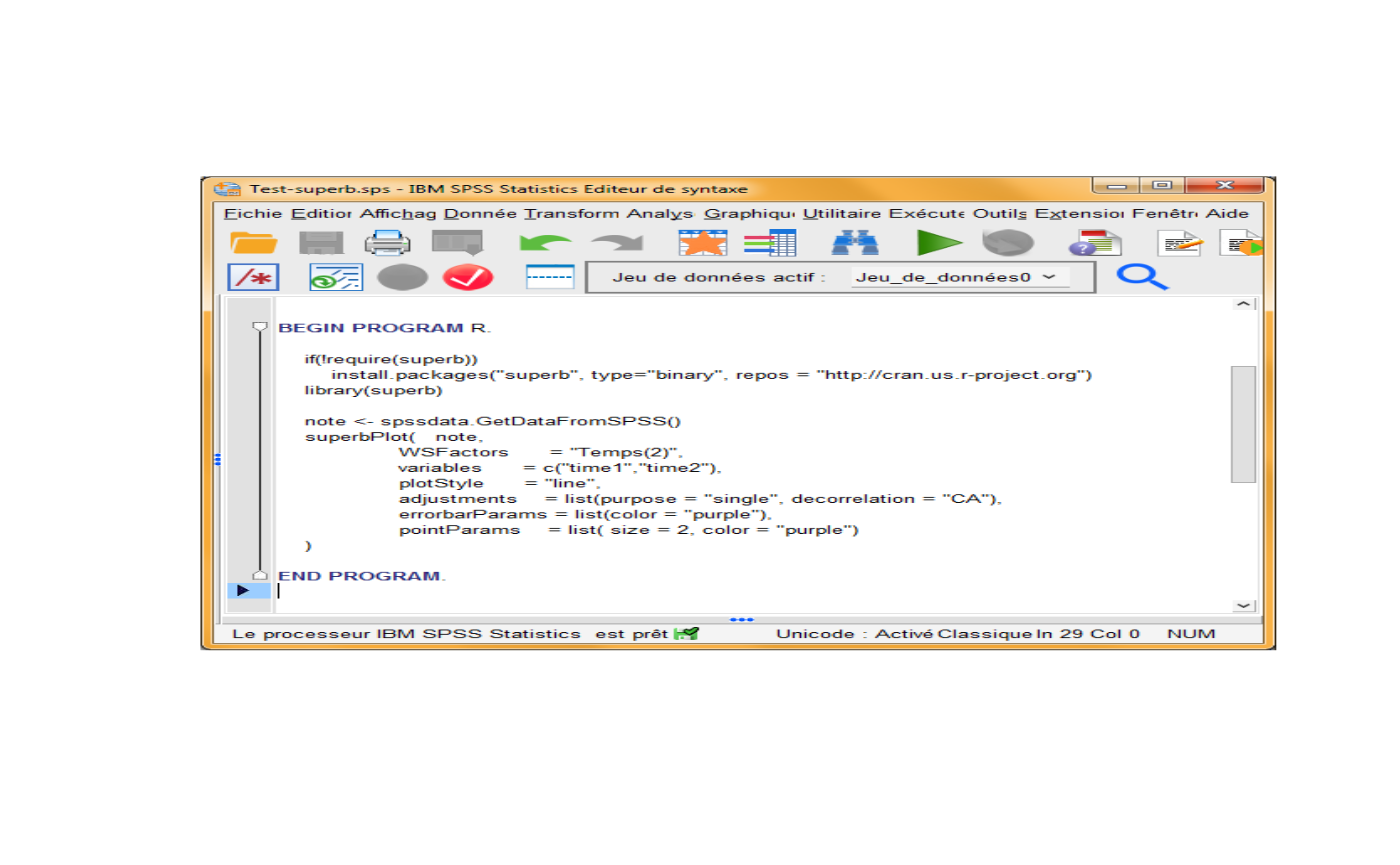 Test-superb.sps - IBM SPSS Statistics Editeur de syntaxe
Fichie Edition Affichag Donnée Transform Analys Graphiqu Utilitaire Exécute Outils Extension Fenêtr Aide
/* Jeu de données actif : Jeu_de_données0
BEGIN PROGRAM R.
if(!require(superb))
install.packages("superb", type="binary", repos = "http://cran.us.r-project.org")
library(superb)
note <- spssdata.GetDataFromSPSS()
superbPlot( note,
WSFactors = "Temps(2)",
variables = c("time1","time2"),
plotStyle = "line",
adjustments = list(purpose = "single", decorrelation = "CA"),
errorbarParams = list(color = "purple"),
pointParams = list( size = 2, color = "purple")
)
END PROGRAM.
Le processeur IBM SPSS Statistics est prêt Unicode : Activé Classique ln 29 Col 0 NUM